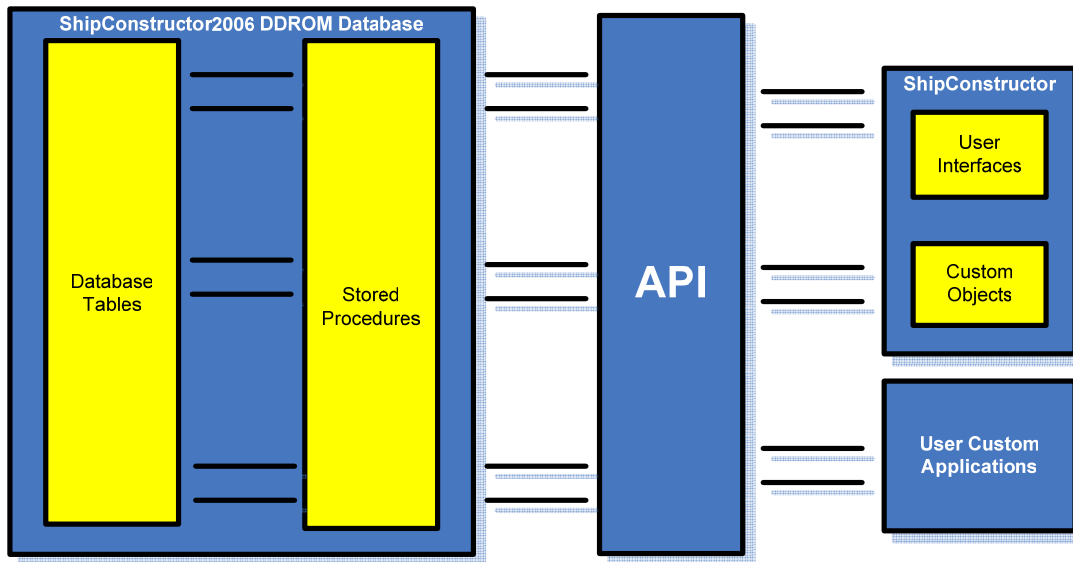 ShipConstructor2006 DDROM Database
Database
Tables
Stored
Procedures
API
ShipConstructor
User
Interfaces
Custom
Objects
User Custom
Applications